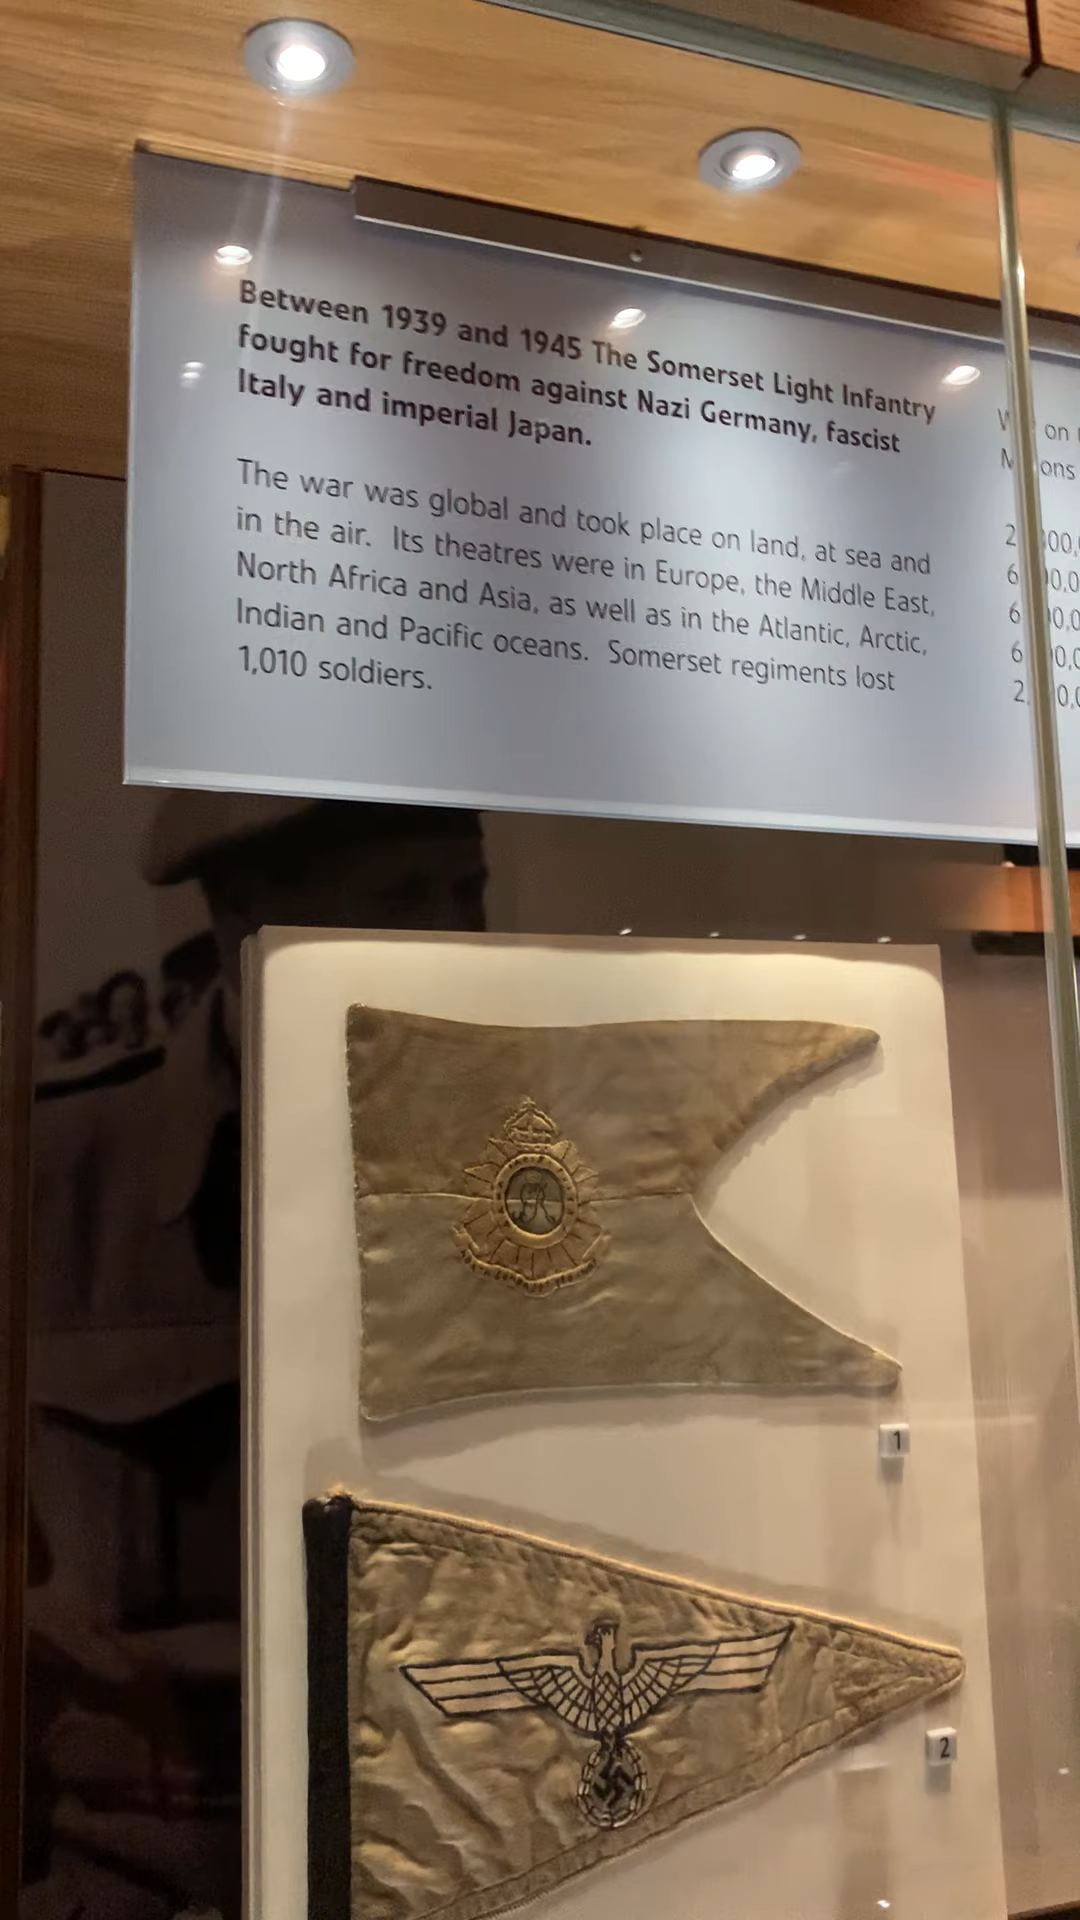 Between 1939 and 1945 The Somerset Light Infantry
fought for freedom against Nazi Germany, fascist
Italy and imperial Japan.
The war was global and took place on land, at sea and
in the air. Its theatres were in Europe, the Middle East,
North Africa and Asia, as well as in the Atlantic, Arctic,
Indian and Pacific oceans. Somerset regiments lost
1,010 soldiers.
on
1
2